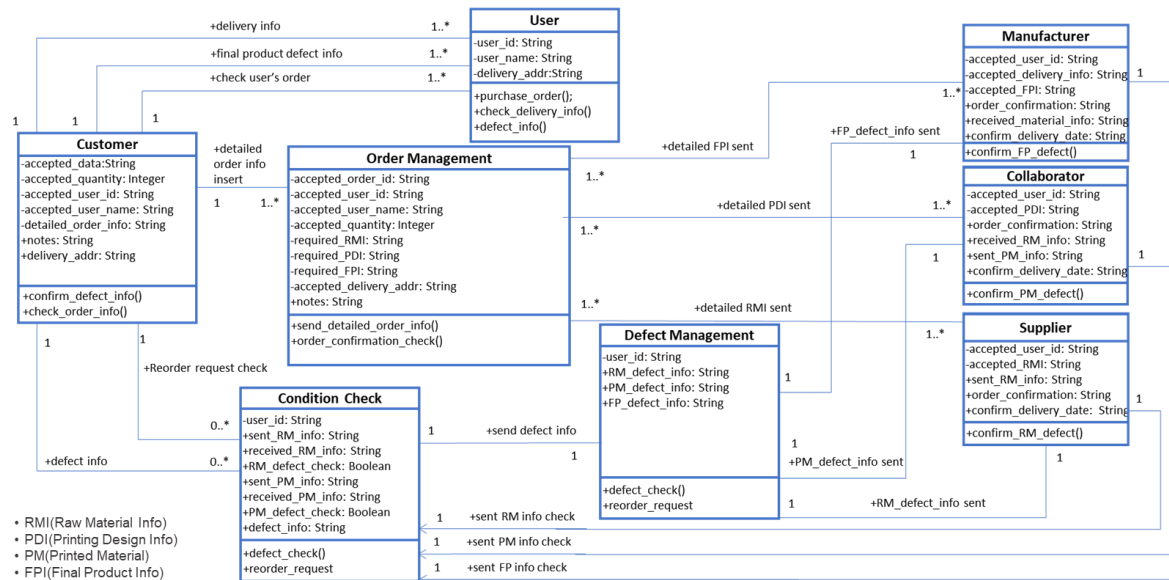 User
-user_id: String
-user_name: String
-delivery_addr:String
+purchase_order();
+check_delivery_info()
+defect_info()
+delivery info
1..*
+final product defect info
1..*
+check user's order
1..*
1
1
1
Manufacturer
-accepted_user_id: String
-accepted_delivery_info: String
-accepted_FPI: String
+order_confirmation: String
+received_material_info: String
+confirm_delivery_date: String
+confirm_FP_defect()
1
1..*
+FP_defect_info sent
1
Customer
-accepted_data:String
-accepted_quantity: Integer
-accepted_user_id: String
-accepted_user_name: String
-detailed_order_info: String
+notes: String
+delivery_addr: String
+confirm_defect_info()
+check_order_info()
+detailed
order info
insert
1
1..*
Order Management
-accepted_order_id: String
-accepted_user_id: String
-accepted_user_name: String
-accepted_quantity: Integer
-required_RMI: String
-required_PDI: String
-required_FPI: String
-accepted_delivery_addr: String
+notes: String
+send_detailed_order_info()
+order_confirmation_check()
+detailed FPI sent
1..*
+detailed PDI sent
1..*
1..*
+detailed RMI sent
1..*
1..*
Collaborator
-accepted_user_id: String
-accepted_PDI: String
+order_confirmation: String
+received_RM_info: String
+sent_PM_info: String
+confirm_delivery_date: String
+confirm_PM_defect()
1
1
Supplier
-accepted_user_id: String
-accepted_RMI: String
+sent_RM_info: String
+order_confirmation: String
+confirm_delivery_date: String
+confirm_RM_defect()
1
1
Defect Management
-user_id: String
+RM_defect_info: String
+PM_defect_info: String
+FP_defect_info: String
+defect_check()
+reorder_request
1
1
+PM_defect_info sent
1
+RM_defect_info sent
1
1
+Reorder request check
0..*
+defect info
0..*
Condition Check
-user_id: String
+sent_RM_info: String
+received_RM_info: String
+RM_defect_check: Boolean
+sent_PM_info: String
+received_PM_info: String
+PM_defect_check: Boolean
+defect_info: String
+defect_check()
+reorder_request
1
+send defect info
1
1
+sent RM info check
1
+sent PM info check
1
+sent FP info check
• RMI(Raw Material Info)
• PDI(Printing Design Info)
• PM(Printed Material)
• FPI(Final Product Info)